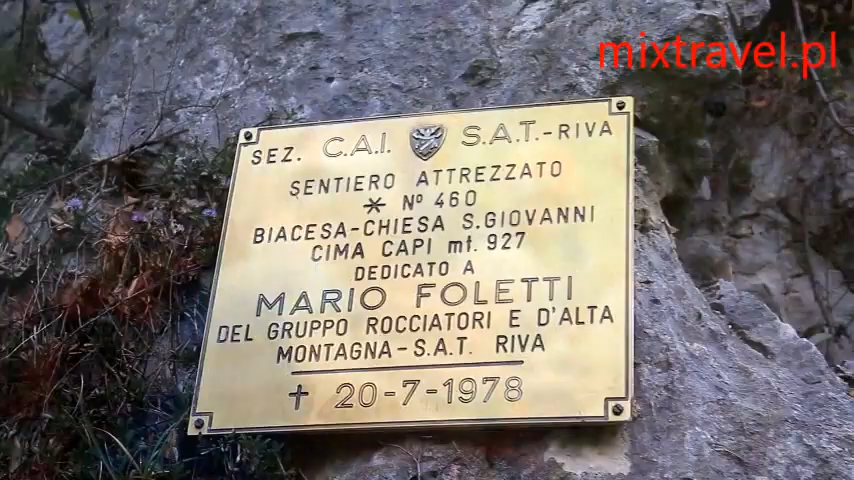 mixtravel.pl
SEZ. C.A.I. S.A.T.-RIVA
SENTIERO ATTREZZATO
* № 460
BIACESA-CHIESA S.GIOVANNI
CIMA CAPI mt. 927
DEDICATO A
MARIO FOLETTI
DEL GRUPPO ROCCIATORI E D'ALTA
MONTAGNA-S.A.T. RIVA
✝ 20-7-1978